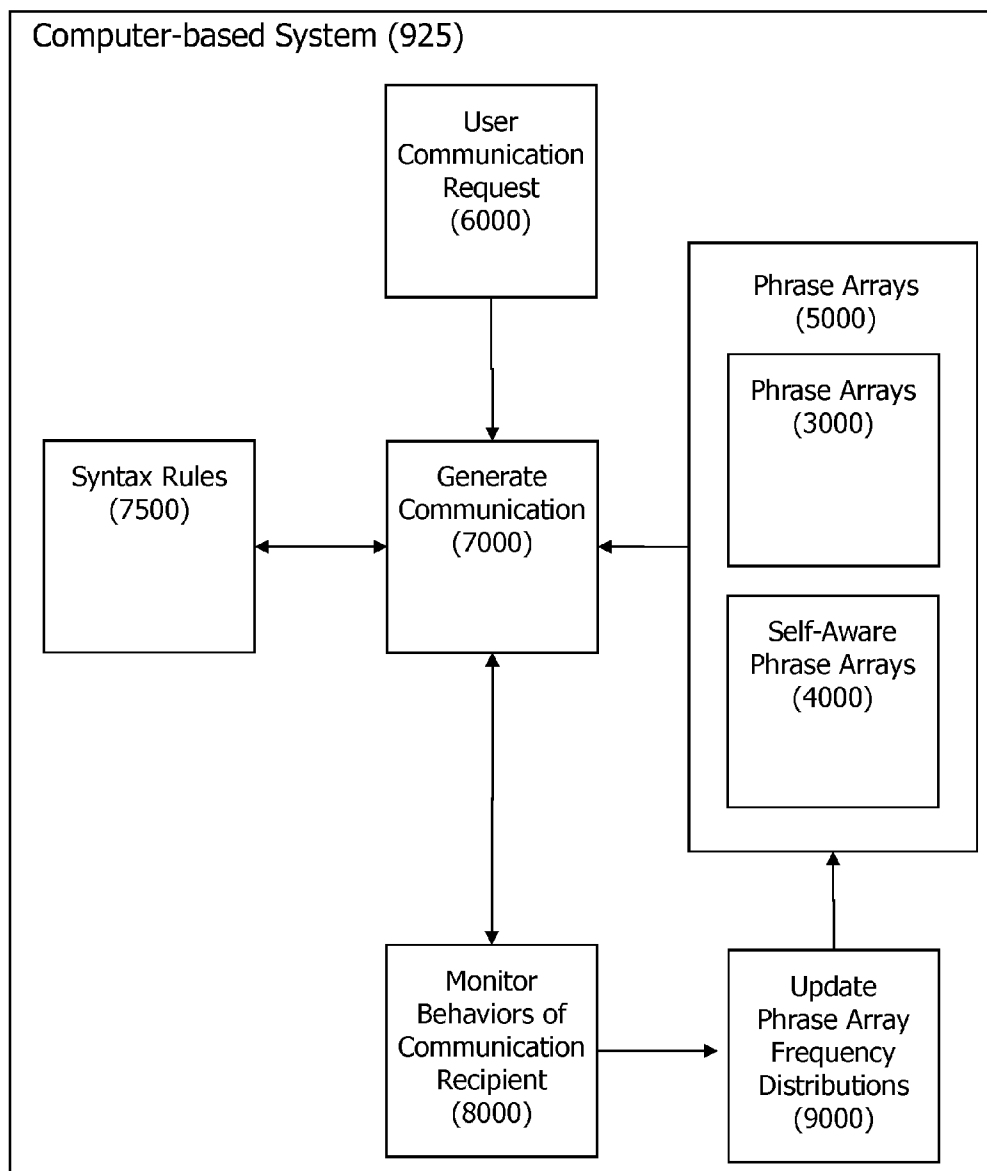 Computer-based System (925)
User
Communication
Request
(6000)
Phrase Arrays
(5000)
Phrase Arrays
(3000)
Syntax Rules
(7500)
Generate
Communication
(7000)
Self-Aware
Phrase Arrays
(4000)
Monitor
Behaviors of
Communication
Recipient
(8000)
Update
Phrase Array
Frequency
Distributions
(9000)